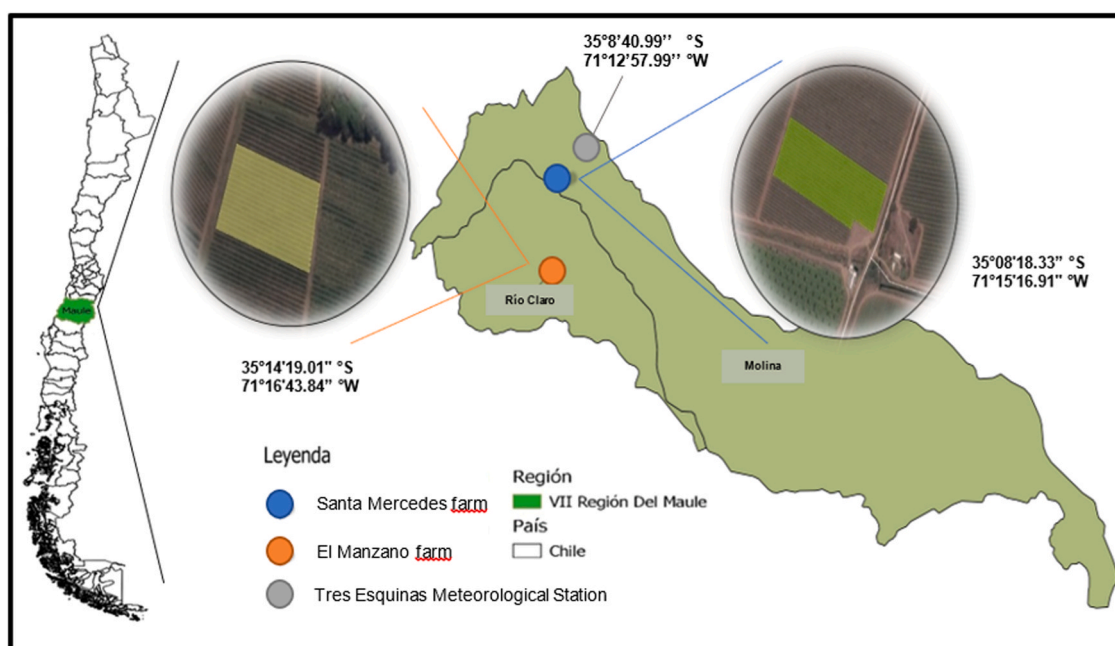 35°8’40.99’’ °S
71°12’57.99’’ °W
35°08'18.33” °S
71°15'16.91” °W
Maule
Río Claro
35°14'19.01” °S
71°16'43.84” °W
Molina
Leyenda
Santa Mercedes farm
El Manzano farm
Tres Esquinas Meteorological Station
Región
VII Región Del Maule
País
Chile